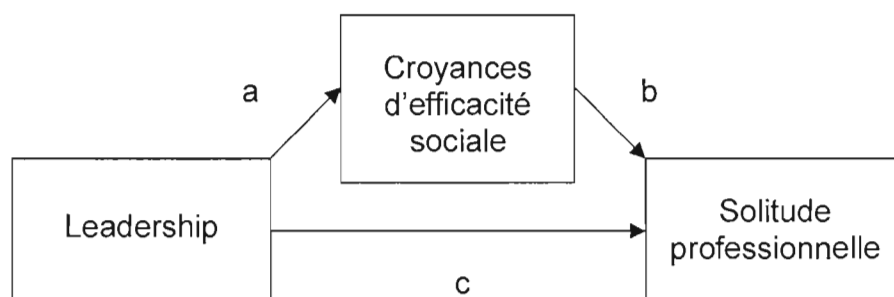 Croyances
d'efficacité
sociale
a
b
Leadership
Solitude
professionnelle
c